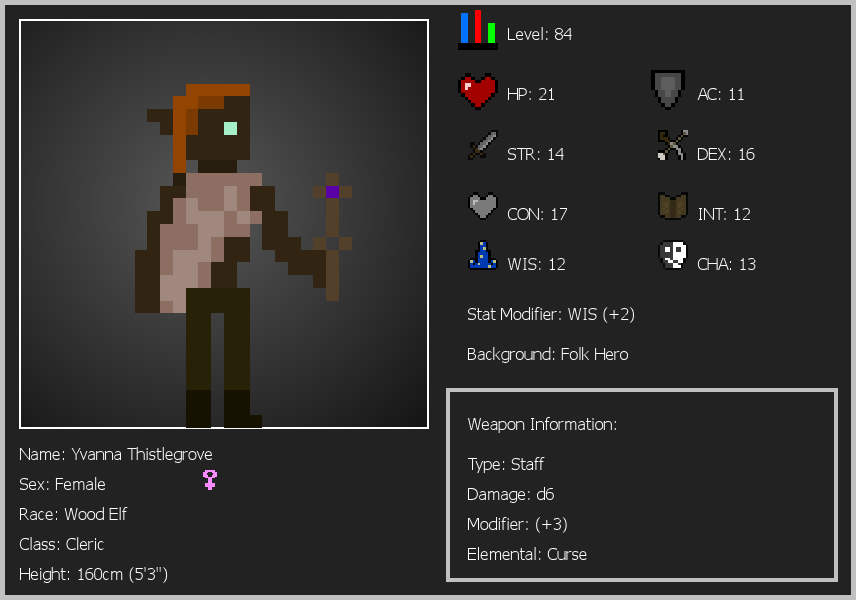 Level: 84
HP: 21
AC: 11
STR: 14
DEX: 16
CON: 17
INT: 12
WIS: 12
CHA: 13
Stat Modifier: WIS (+2)
Background: Folk Hero
Weapon Information:
Type: Staff
Damage: d6
Modifier: (+3)
Elemental: Curse
Name: Yvanna Thistlegrove
Sex: Female
Race: Wood Elf
Class: Cleric
Height: 160cm (5'3")